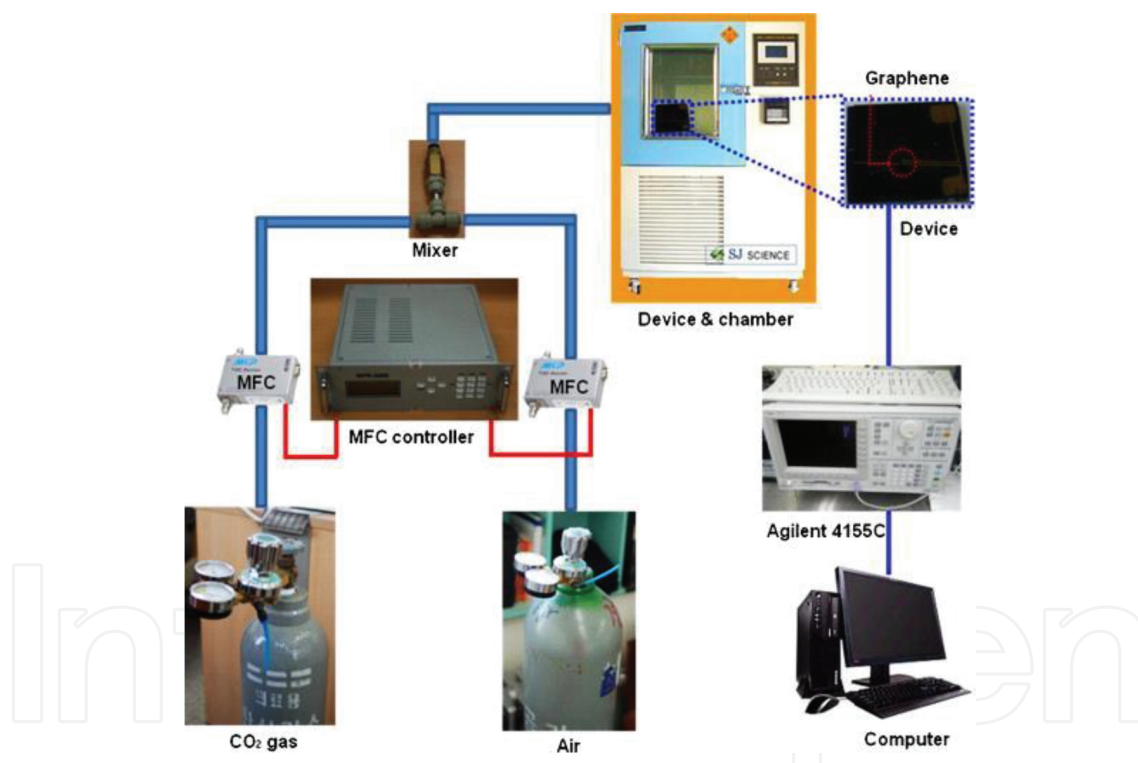 Graphene
Device
Mixer
SJ SCIENCE
Device & chamber
MFC
MFC
MFC controller
Agilent 4155C
CO₂ gas
Air
Computer